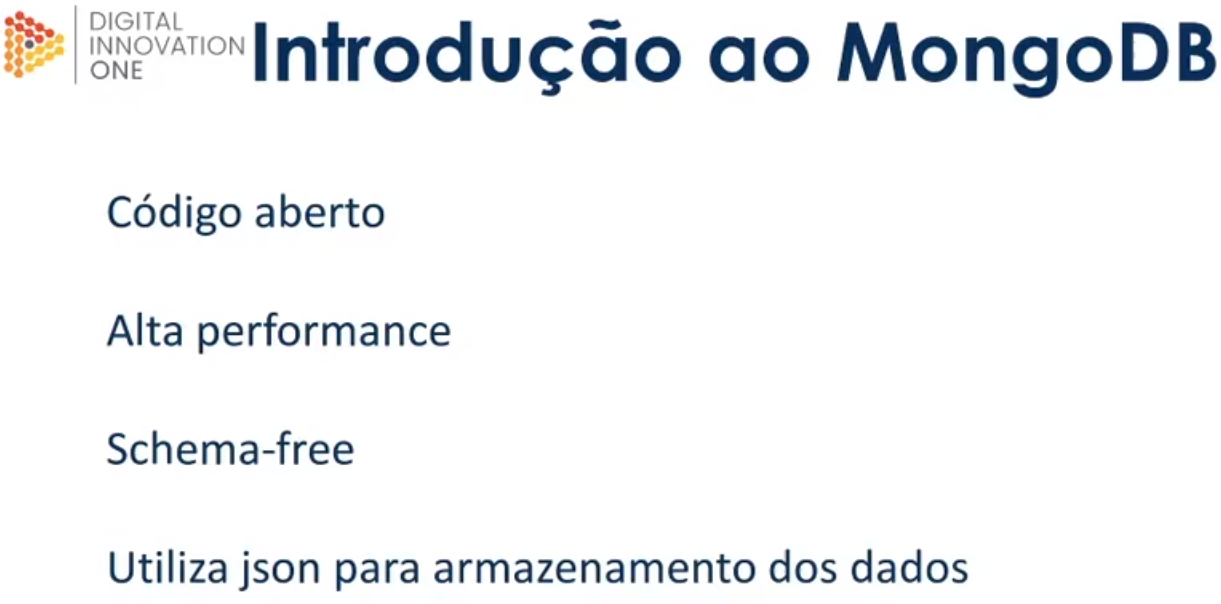 DIGITAL
INNOVATION
ONE
Introdução ao MongoDB
Código aberto
Alta performance
Schema-free
Utiliza json para armazenamento dos dados